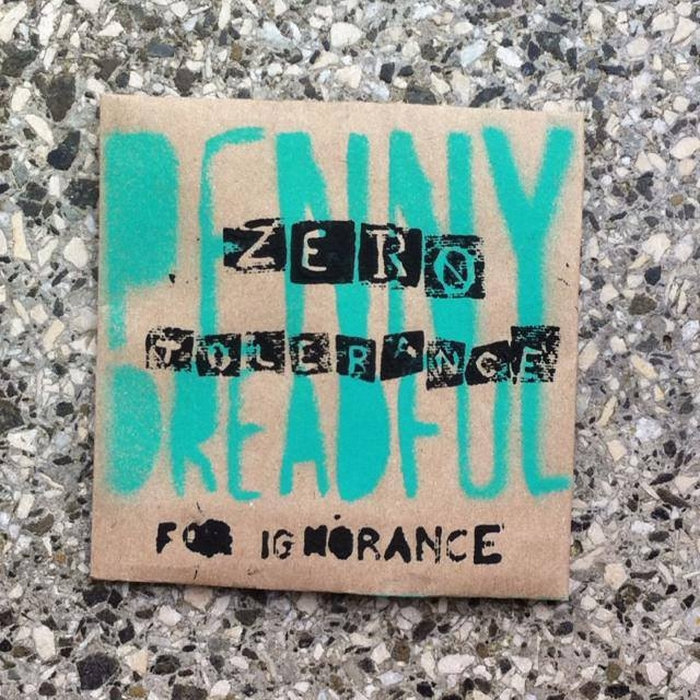 PENNY
ZERO
TOLERANCE
DREADFUL
FOR IGNORANCE